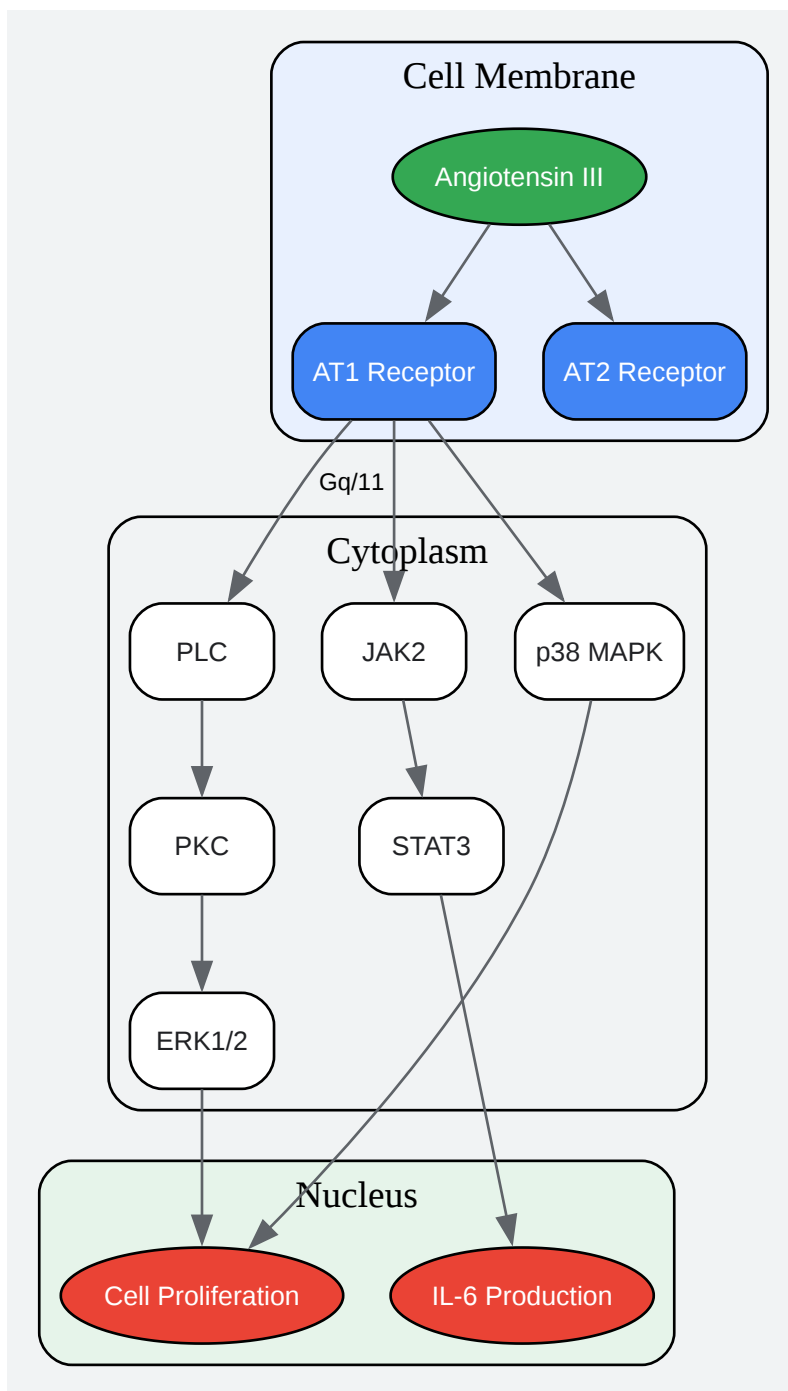 Cell Membrane
Angiotensin III
AT1 Receptor
AT2 Receptor
Gq/11
Cytoplasm
PLC
JAK2
p38 MAPK
PKC
STAT3
ERK1/2
Nucleus
Cell Proliferation
IL-6 Production